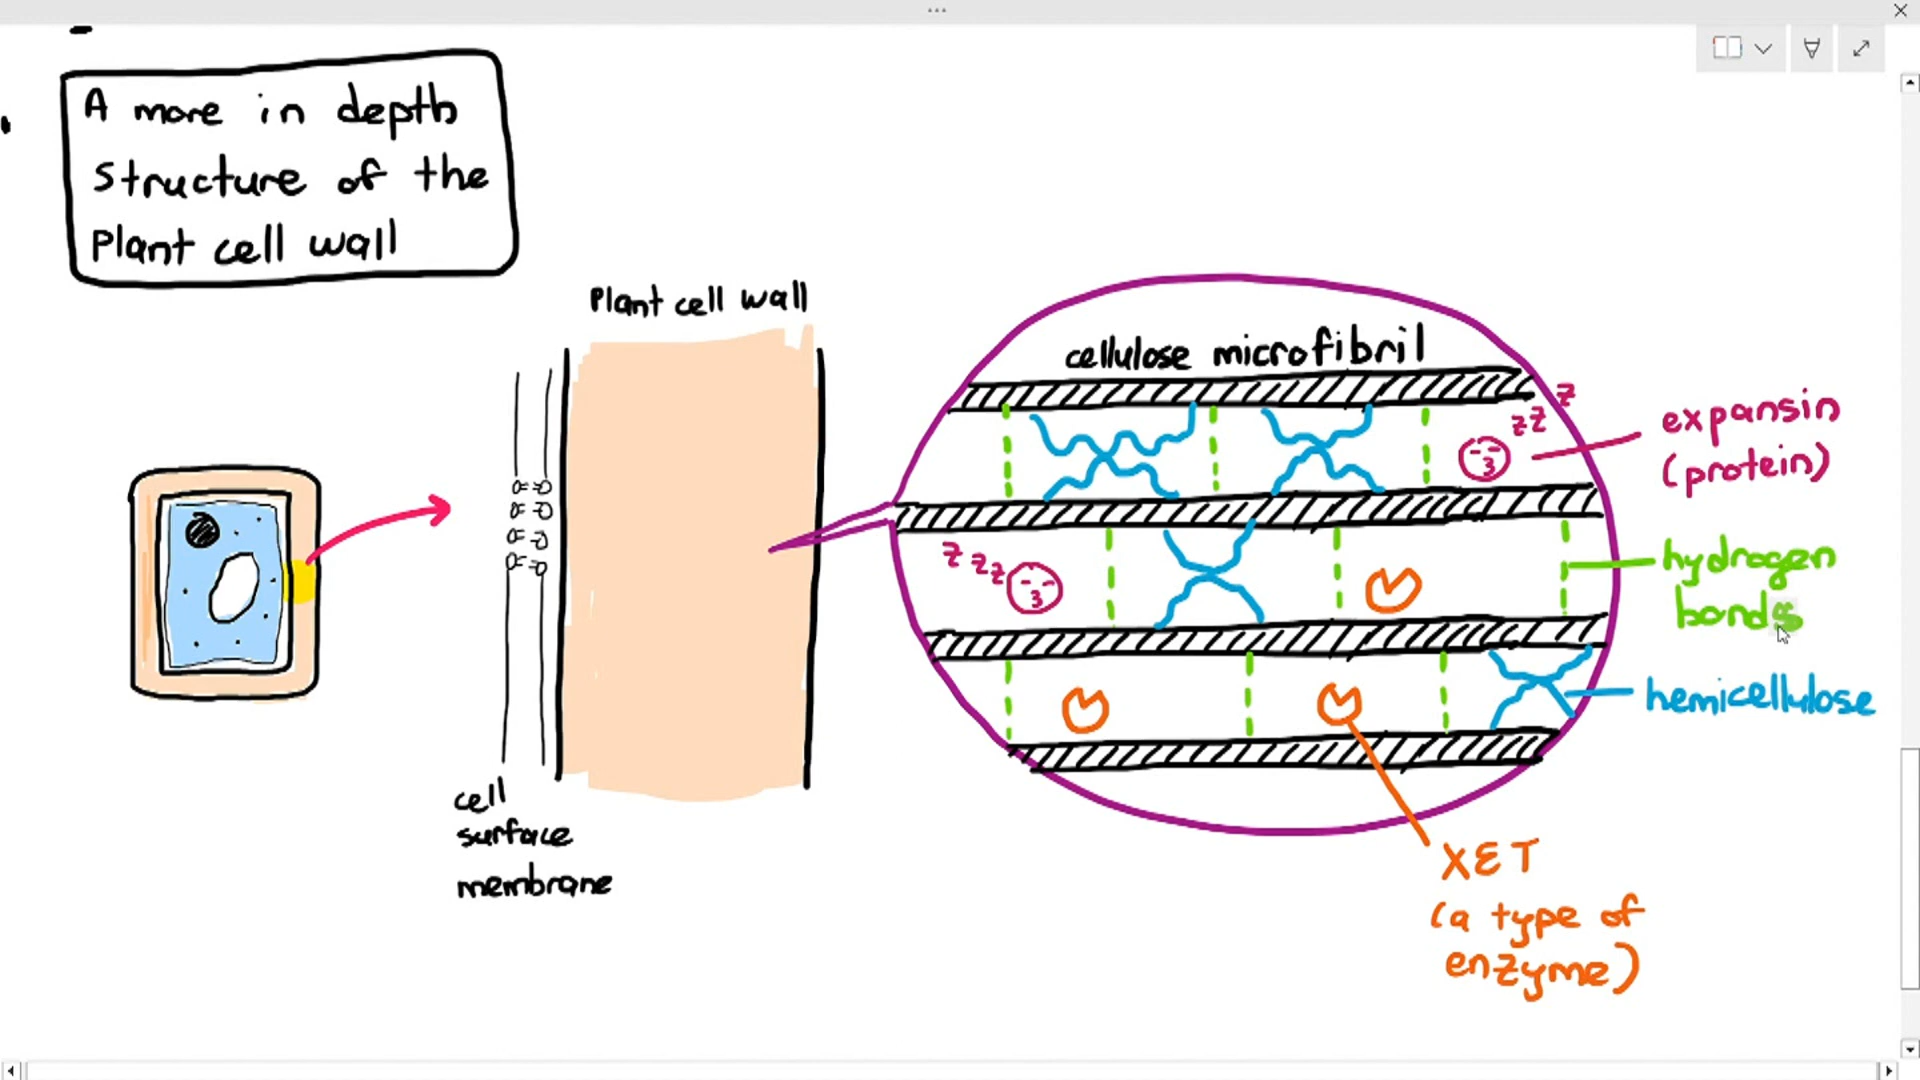 A more in depth
structure of the
Plant cell wall
Plant cell wall
cell
surface
membrane
cellulose microfibril
z z z
expansin
(protein)
z z z
hydrogen
bonds
hemicellulose
XET
(a type of
enzyme)